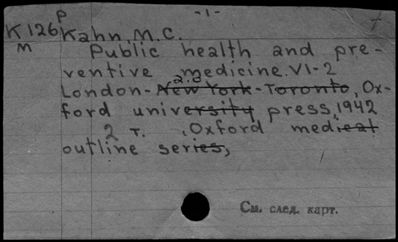 P -1-
K126 Kahn, M.C.
M Public health and pre-
ventive medicine. V1-2
a.o.
London-New York-Toronto, Ox-
ford university press, 1942
2 т. (Oxford medical
outline series,
См. след. карт.